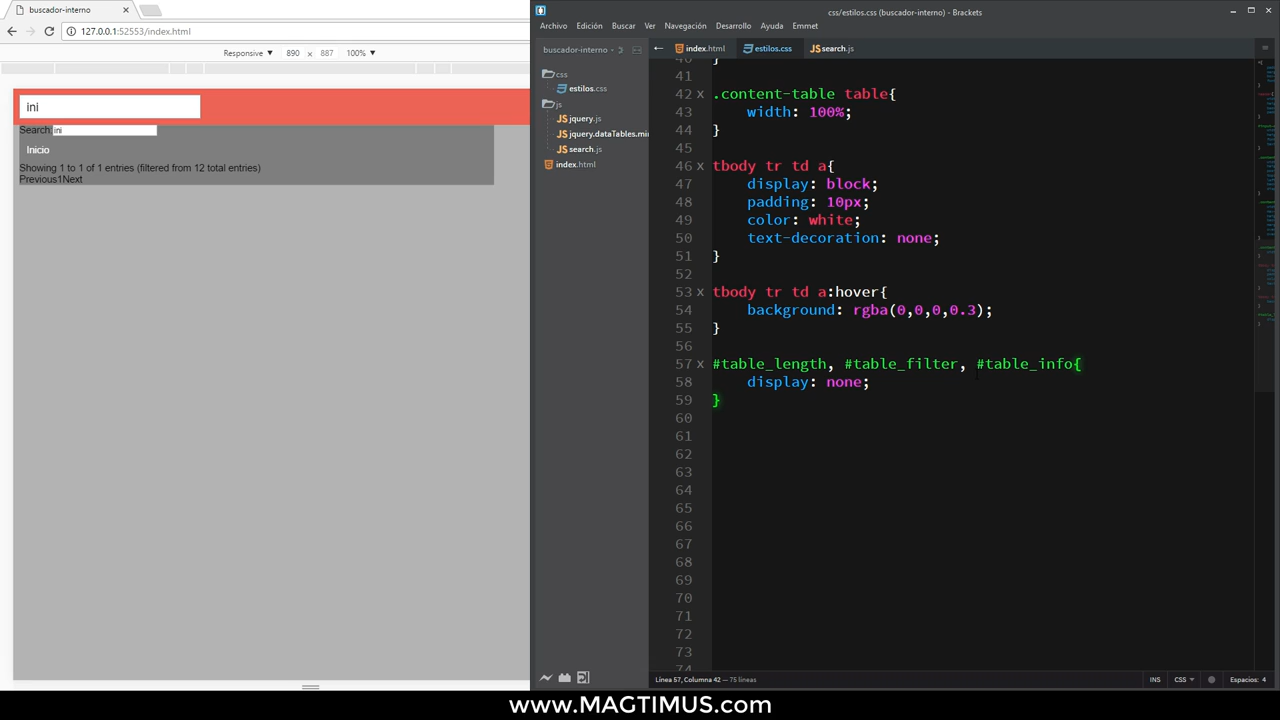 buscador-interno
127.0.0.1:52553/index.html
Responsive 890 x 887 100%
ini
Search: ini
Inicio
Showing 1 to 1 of 1 entries (filtered from 12 total entries)
Previous1Next
css/estilos.css (buscador-interno) - Brackets
Archivo Edición Buscar Ver Navegación Desarrollo Ayuda Emmet
buscador-interno
css
estilos.css
js
jquery.js
jquery.dataTables.mi
search.js
index.html
index.html estilos.css search.js
40 }
41
42 .content-table table{
43 width: 100%;
44 }
45
46 tbody tr td a{
47 display: block;
48 padding: 10px;
49 color: white;
50 text-decoration: none;
51 }
52
53 tbody tr td a:hover{
54 background: rgba(0,0,0,0.3);
55 }
56
57 #table_length, #table_filter, #table_info{
58 display: none;
59 }
60
61
62
63
64
65
66
67
68
69
70
71
72
73
74
Línea 57, Columna 42 — 75 líneas
INS CSS Espacios: 4
www.MAGTIMUS.com